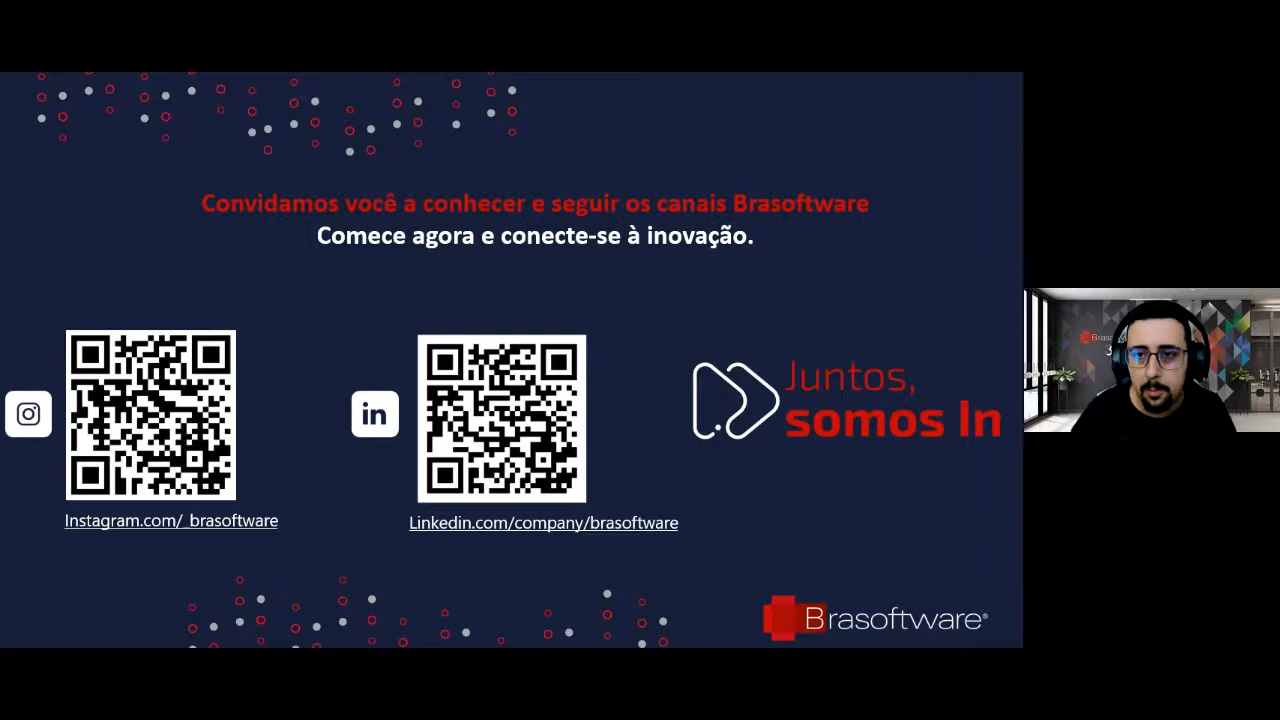 Convidamos você a conhecer e seguir os canais Brasoftware
Comece agora e conecte-se à inovação.
in
Juntos,
somos In
Instagram.com/_brasoftware
Linkedin.com/company/brasoftware
Brasoftware®